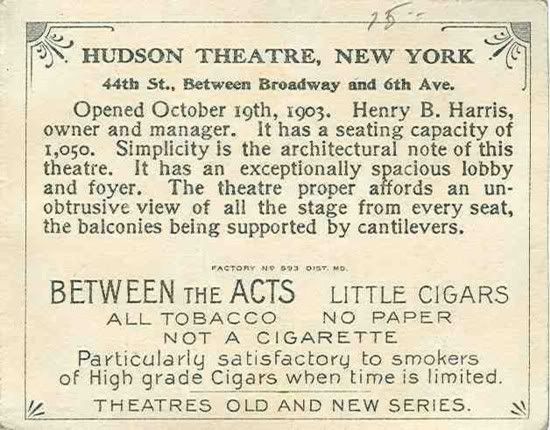 25--
HUDSON THEATRE, NEW YORK
44th St., Between Broadway and 6th Ave.
Opened October 19th, 1903. Henry B. Harris,
owner and manager. It has a seating capacity of
1,050. Simplicity is the architectural note of this
theatre. It has an exceptionally spacious lobby
and foyer. The theatre proper affords an un-
obtrusive view of all the stage from every seat,
the balconies being supported by cantilevers.
FACTORY Nº 593 DIST. MD.
BETWEEN THE ACTS LITTLE CIGARS
ALL TOBACCO NO PAPER
NOT A CIGARETTE
Particularly satisfactory to smokers
of High grade Cigars when time is limited.
THEATRES OLD AND NEW SERIES.